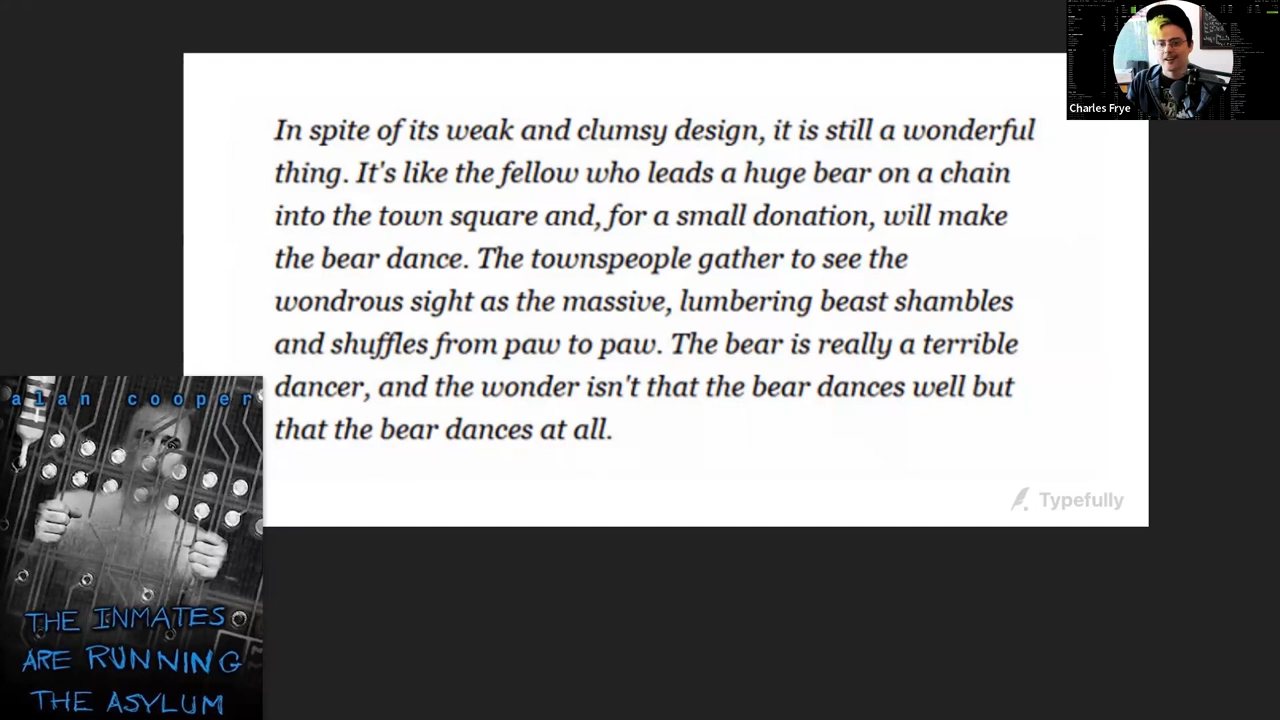 Charles Frye
In spite of its weak and clumsy design, it is still a wonderful
thing. It's like the fellow who leads a huge bear on a chain
into the town square and, for a small donation, will make
the bear dance. The townspeople gather to see the
wondrous sight as the massive, lumbering beast shambles
and shuffles from paw to paw. The bear is really a terrible
dancer, and the wonder isn't that the bear dances well but
that the bear dances at all.
Typefully
alan cooper
THE INMATES
ARE RUNNING
THE ASYLUM